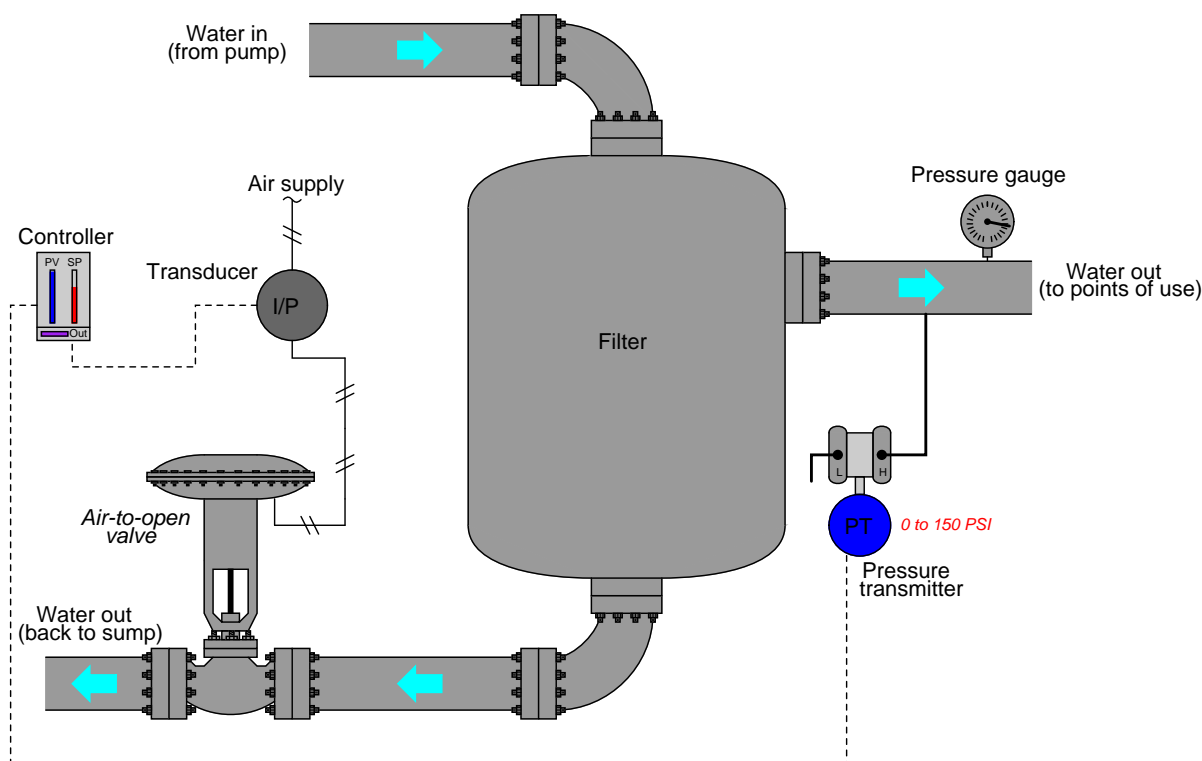 Water in
(from pump)
Air supply
Pressure gauge
Controller
PV SP
Out
Transducer
I/P
Water out
(to points of use)
Filter
L
H
Air-to-open
valve
PT
0 to 150 PSI
Pressure
transmitter
Water out
(back to sump)